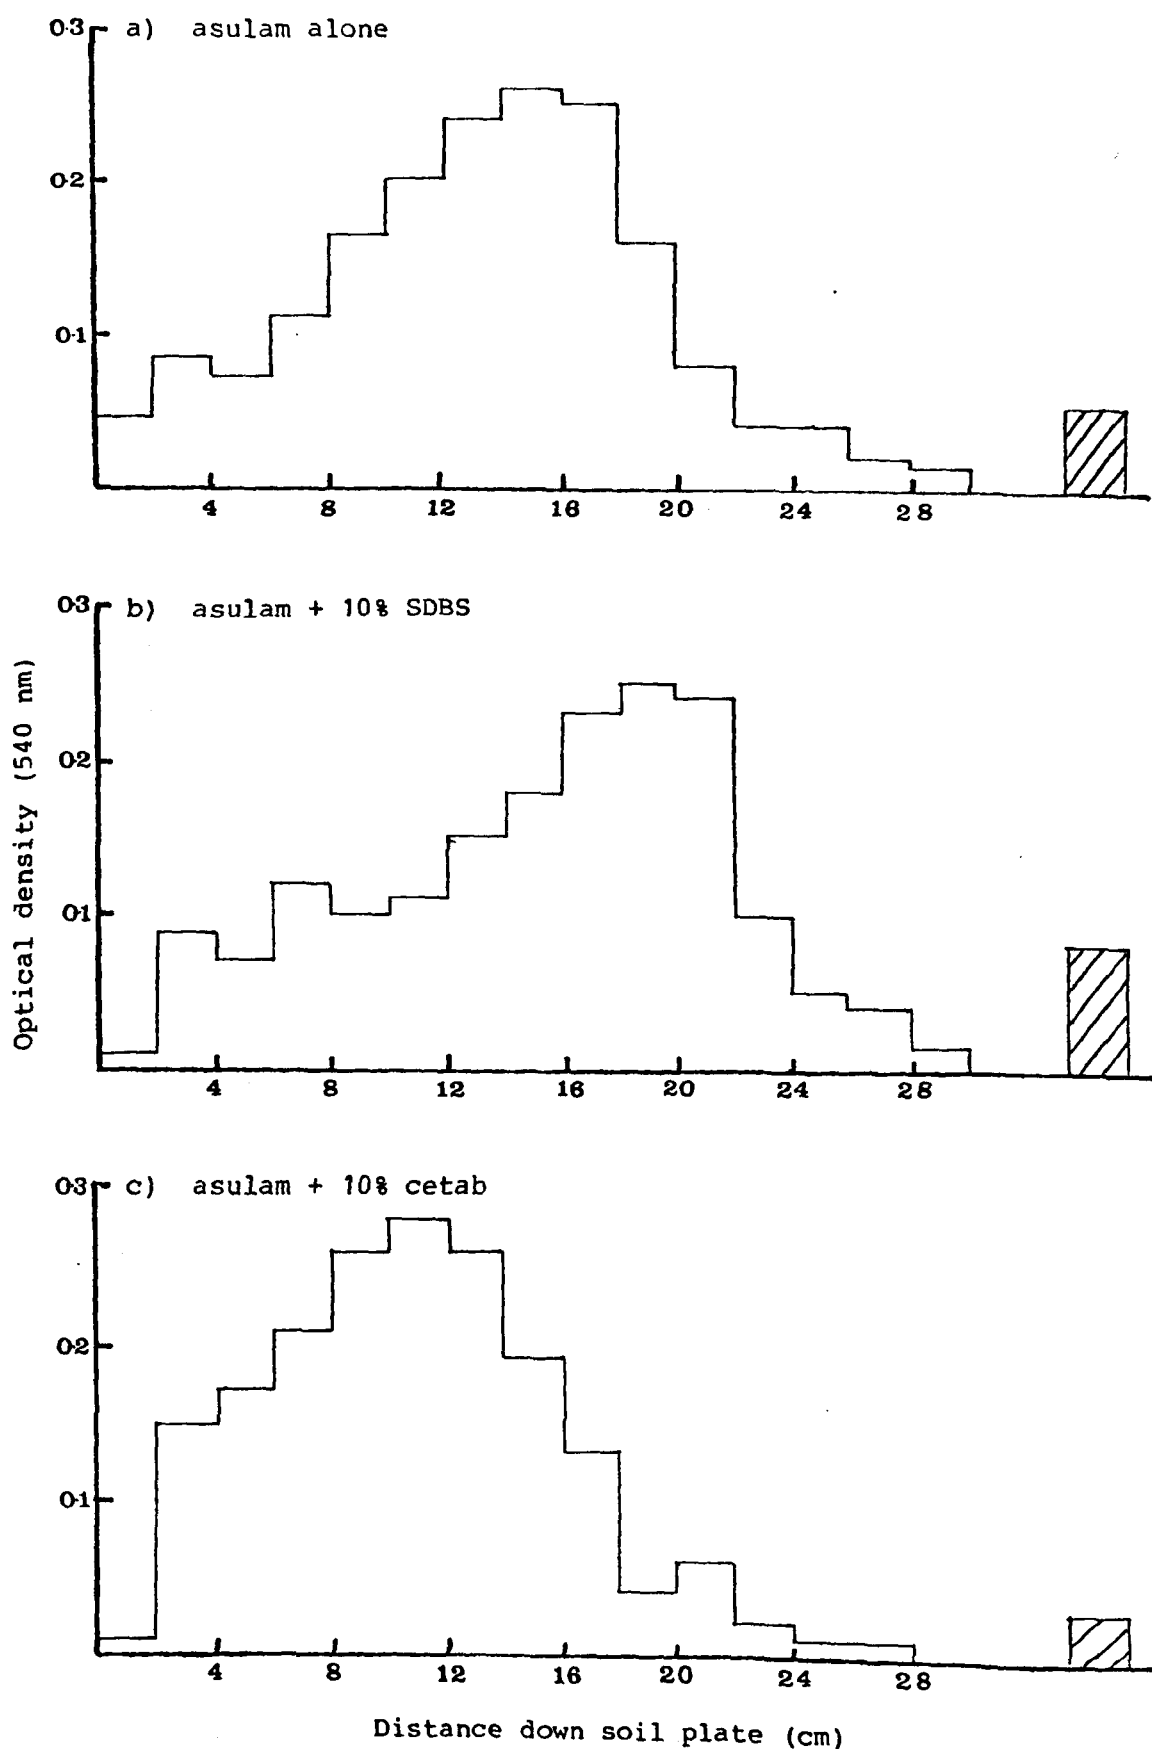 0.3 a) asulam alone
0.2
0.1
4 8 12 16 20 24 28
0.3 b) asulam + 10% SDBS
0.2
0.1
4 8 12 16 20 24 28
Optical density (540 nm)
0.3 c) asulam + 10% cetab
0.2
0.1
4 8 12 16 20 24 28
Distance down soil plate (cm)